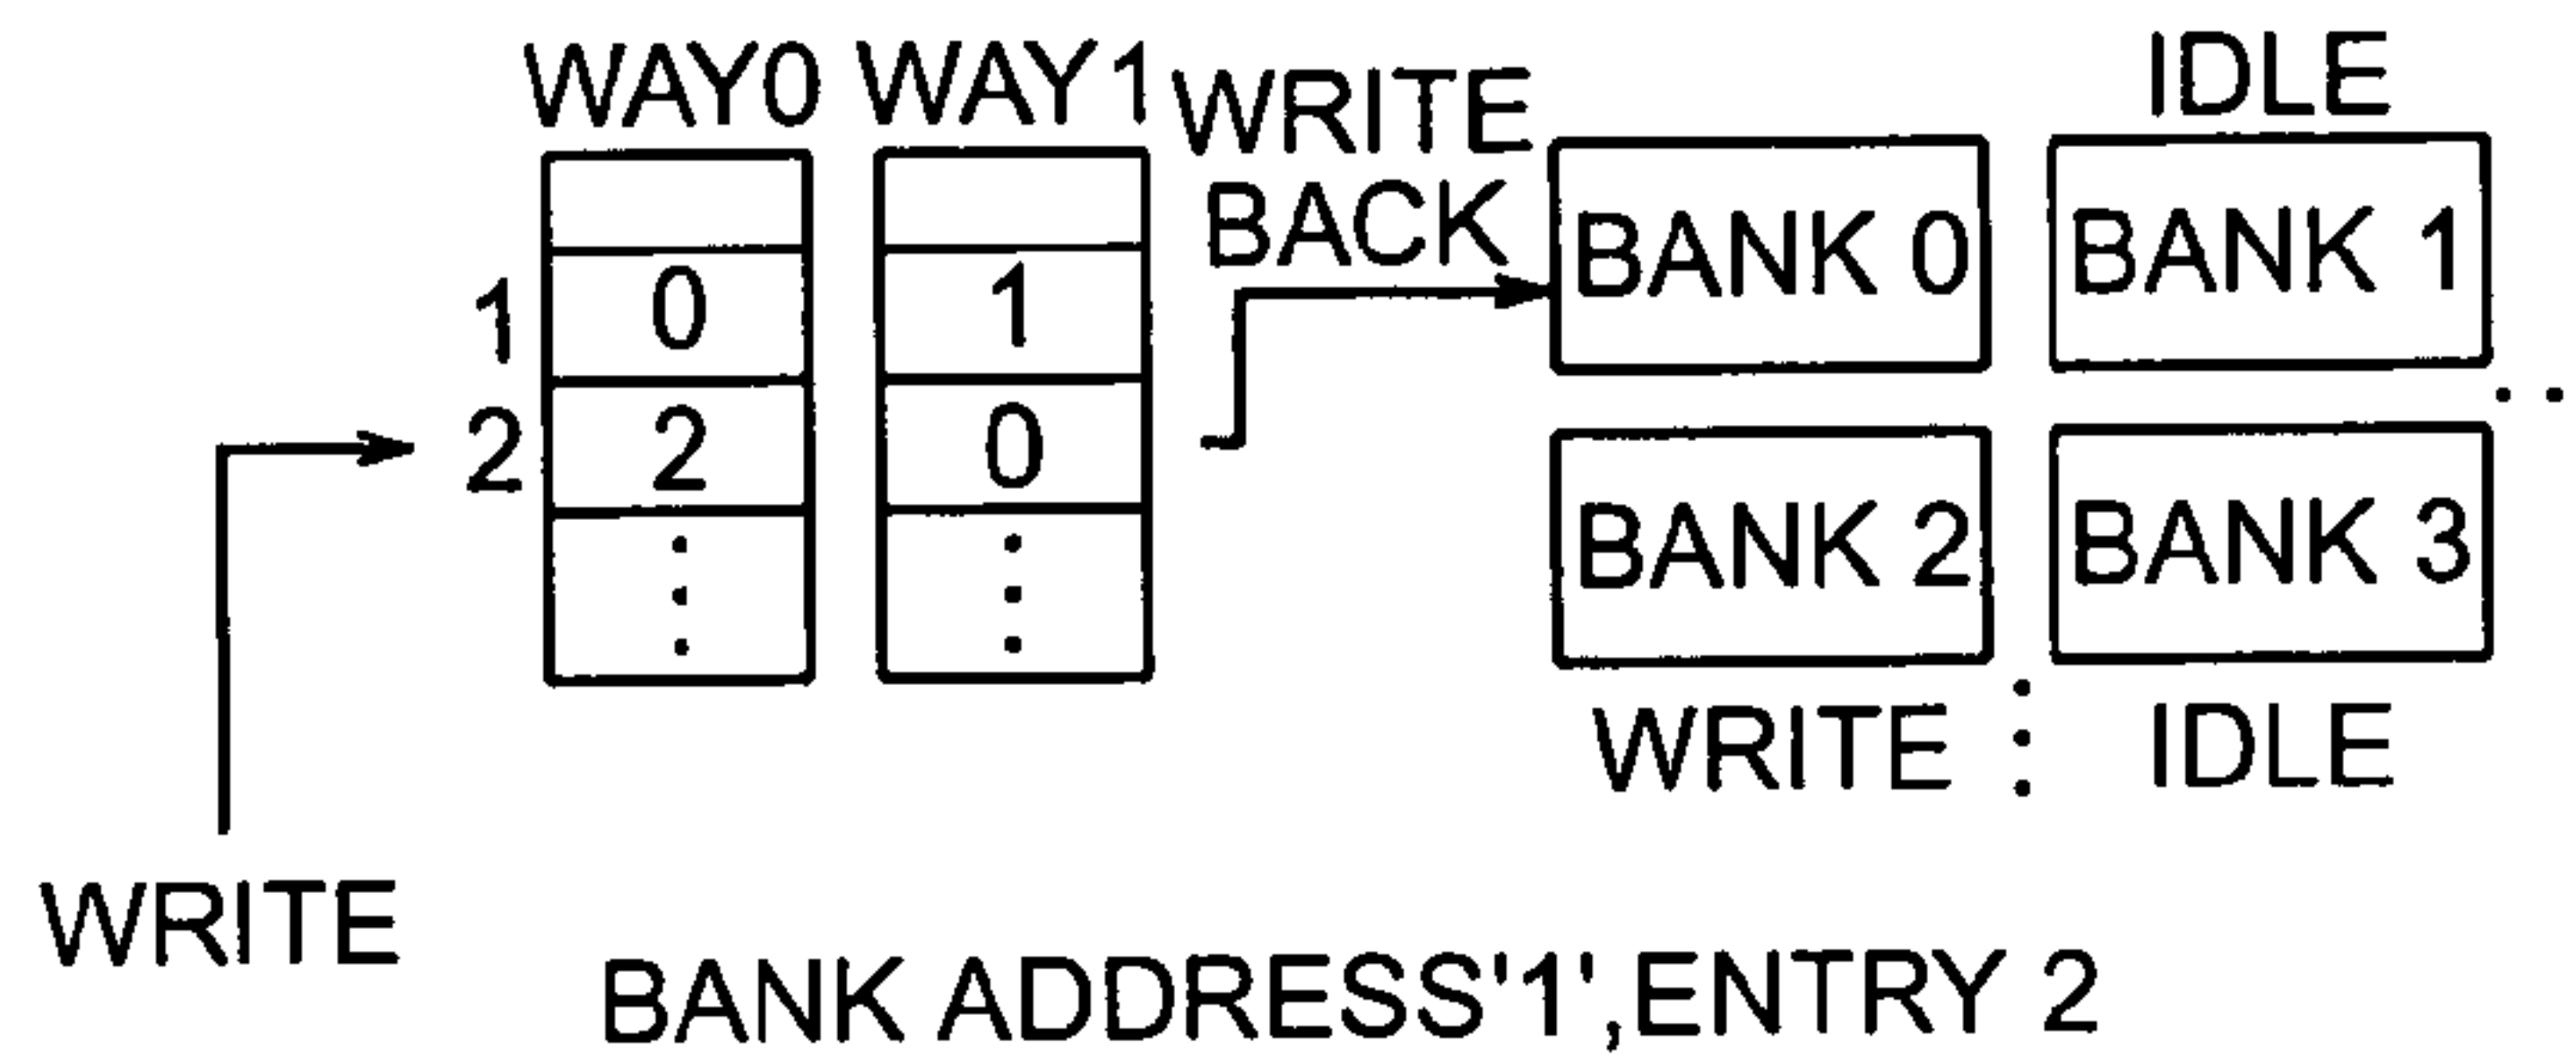 WAY0 WAY1 WRITE BACK IDLE
BANK 0 BANK 1
1 0 1
2 2 0
BANK 2 BANK 3
WRITE IDLE
WRITE
BANK ADDRESS'1',ENTRY 2